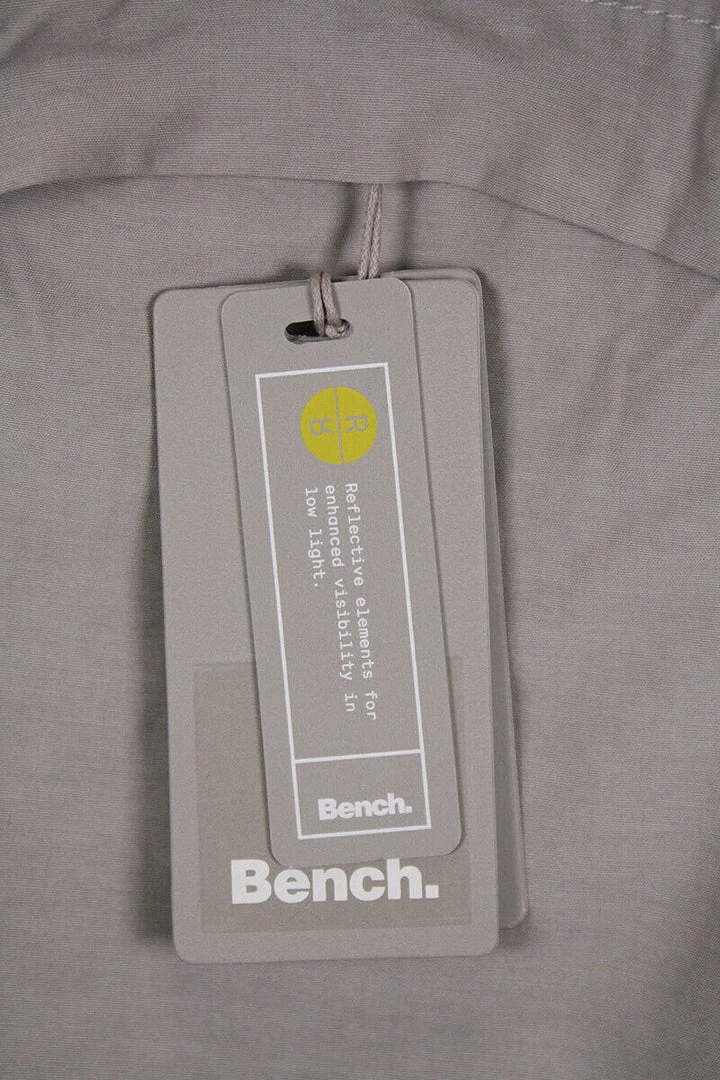 R
R
Reflective elements for
enhanced visibility in
low light.
Bench.
Bench.